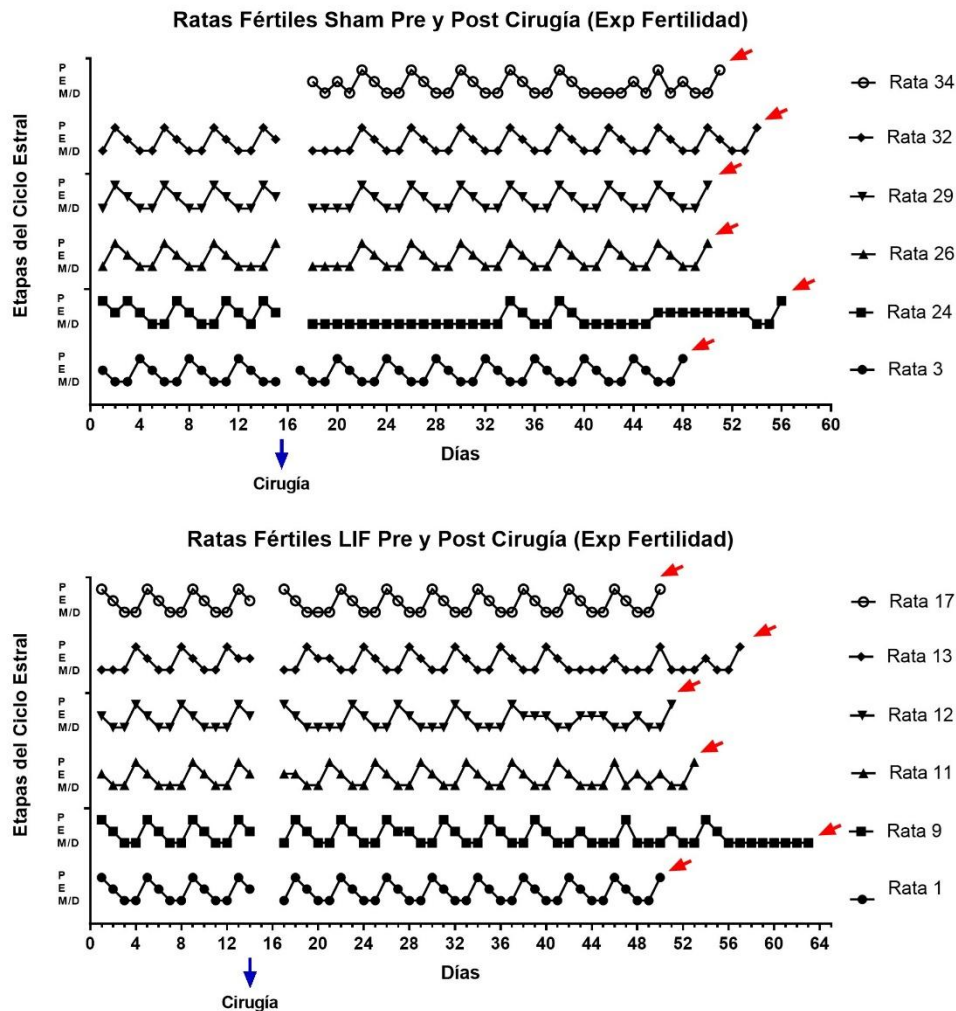 Ratas Fértiles Sham Pre y Post Cirugía (Exp Fertilidad)
Etapas del Ciclo Estral
P
E
M/D
Rata 34
P
E
M/D
Rata 32
P
E
M/D
Rata 29
P
E
M/D
Rata 26
P
E
M/D
Rata 24
P
E
M/D
Rata 3
0 4 8 12 16 20 24 28 32 36 40 44 48 52 56 60
Días
Cirugía
Ratas Fértiles LIF Pre y Post Cirugía (Exp Fertilidad)
Etapas del Ciclo Estral
P
E
M/D
Rata 17
P
E
M/D
Rata 13
P
E
M/D
Rata 12
P
E
M/D
Rata 11
P
E
M/D
Rata 9
P
E
M/D
Rata 1
0 4 8 12 16 20 24 28 32 36 40 44 48 52 56 60 64
Días
Cirugía